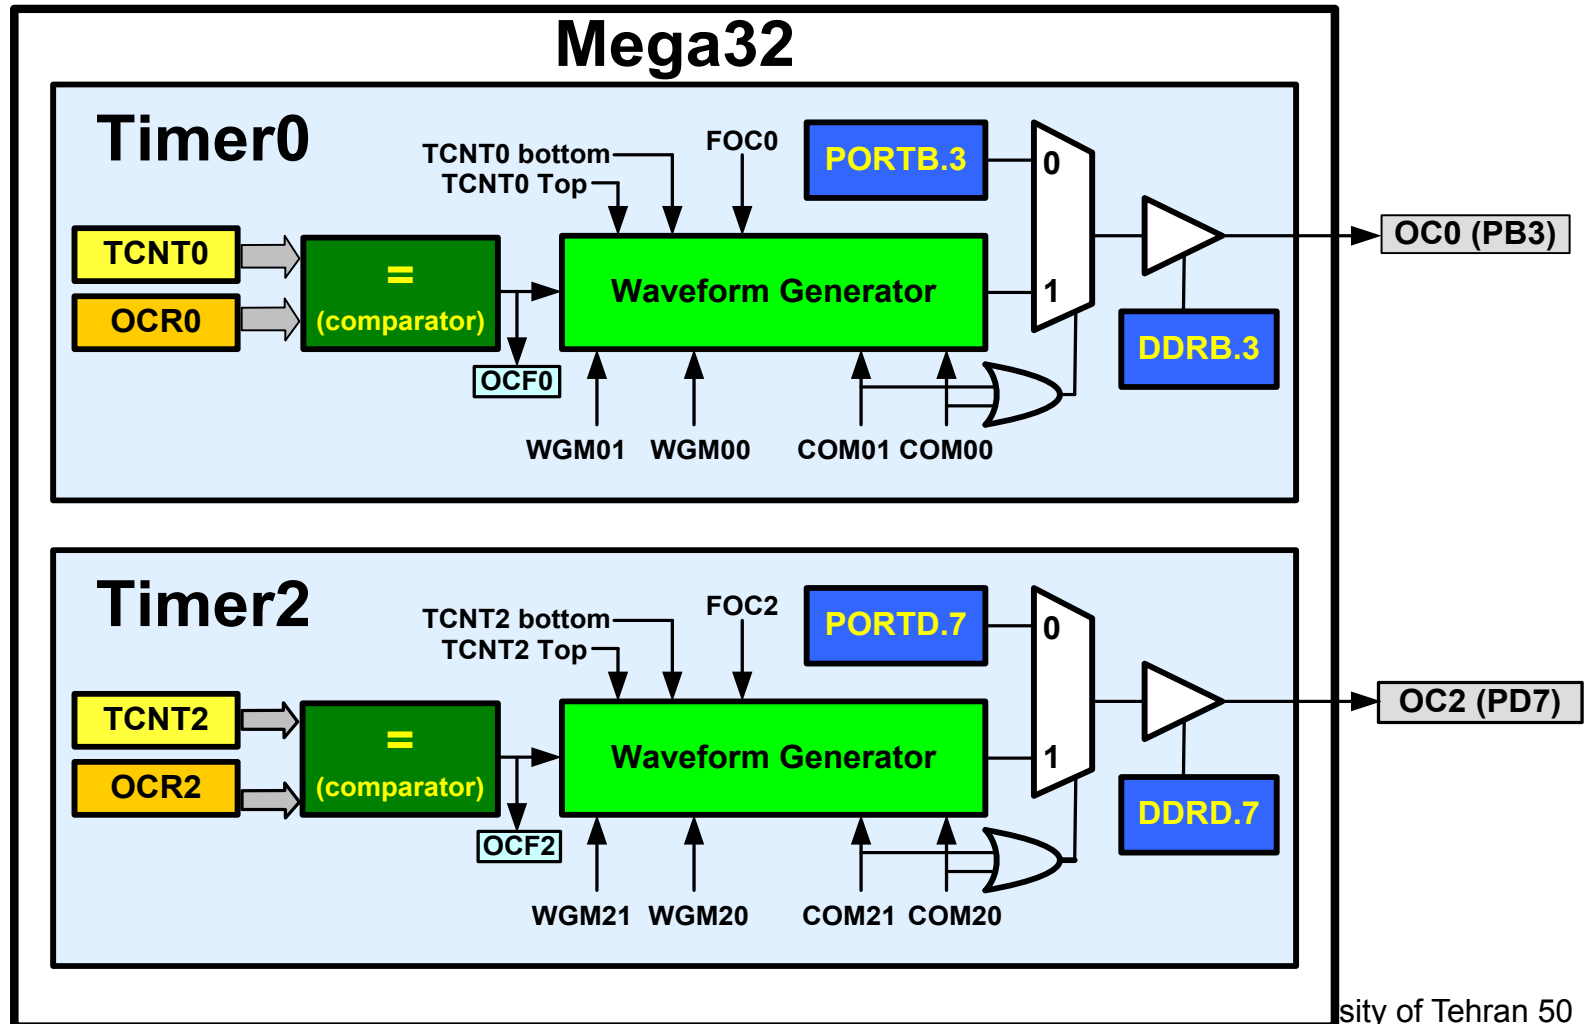 Mega32
Timer0
TCNT0 bottom
TCNT0 Top
FOC0
PORTB.3
0
TCNT0
OCR0
=
(comparator)
Waveform Generator
1
OC0 (PB3)
DDRB.3
OCF0
WGM01 WGM00 COM01 COM00
Timer2
TCNT2 bottom
TCNT2 Top
FOC2
PORTD.7
0
TCNT2
OCR2
=
(comparator)
Waveform Generator
1
OC2 (PD7)
DDRD.7
OCF2
WGM21 WGM20 COM21 COM20
sity of Tehran 50